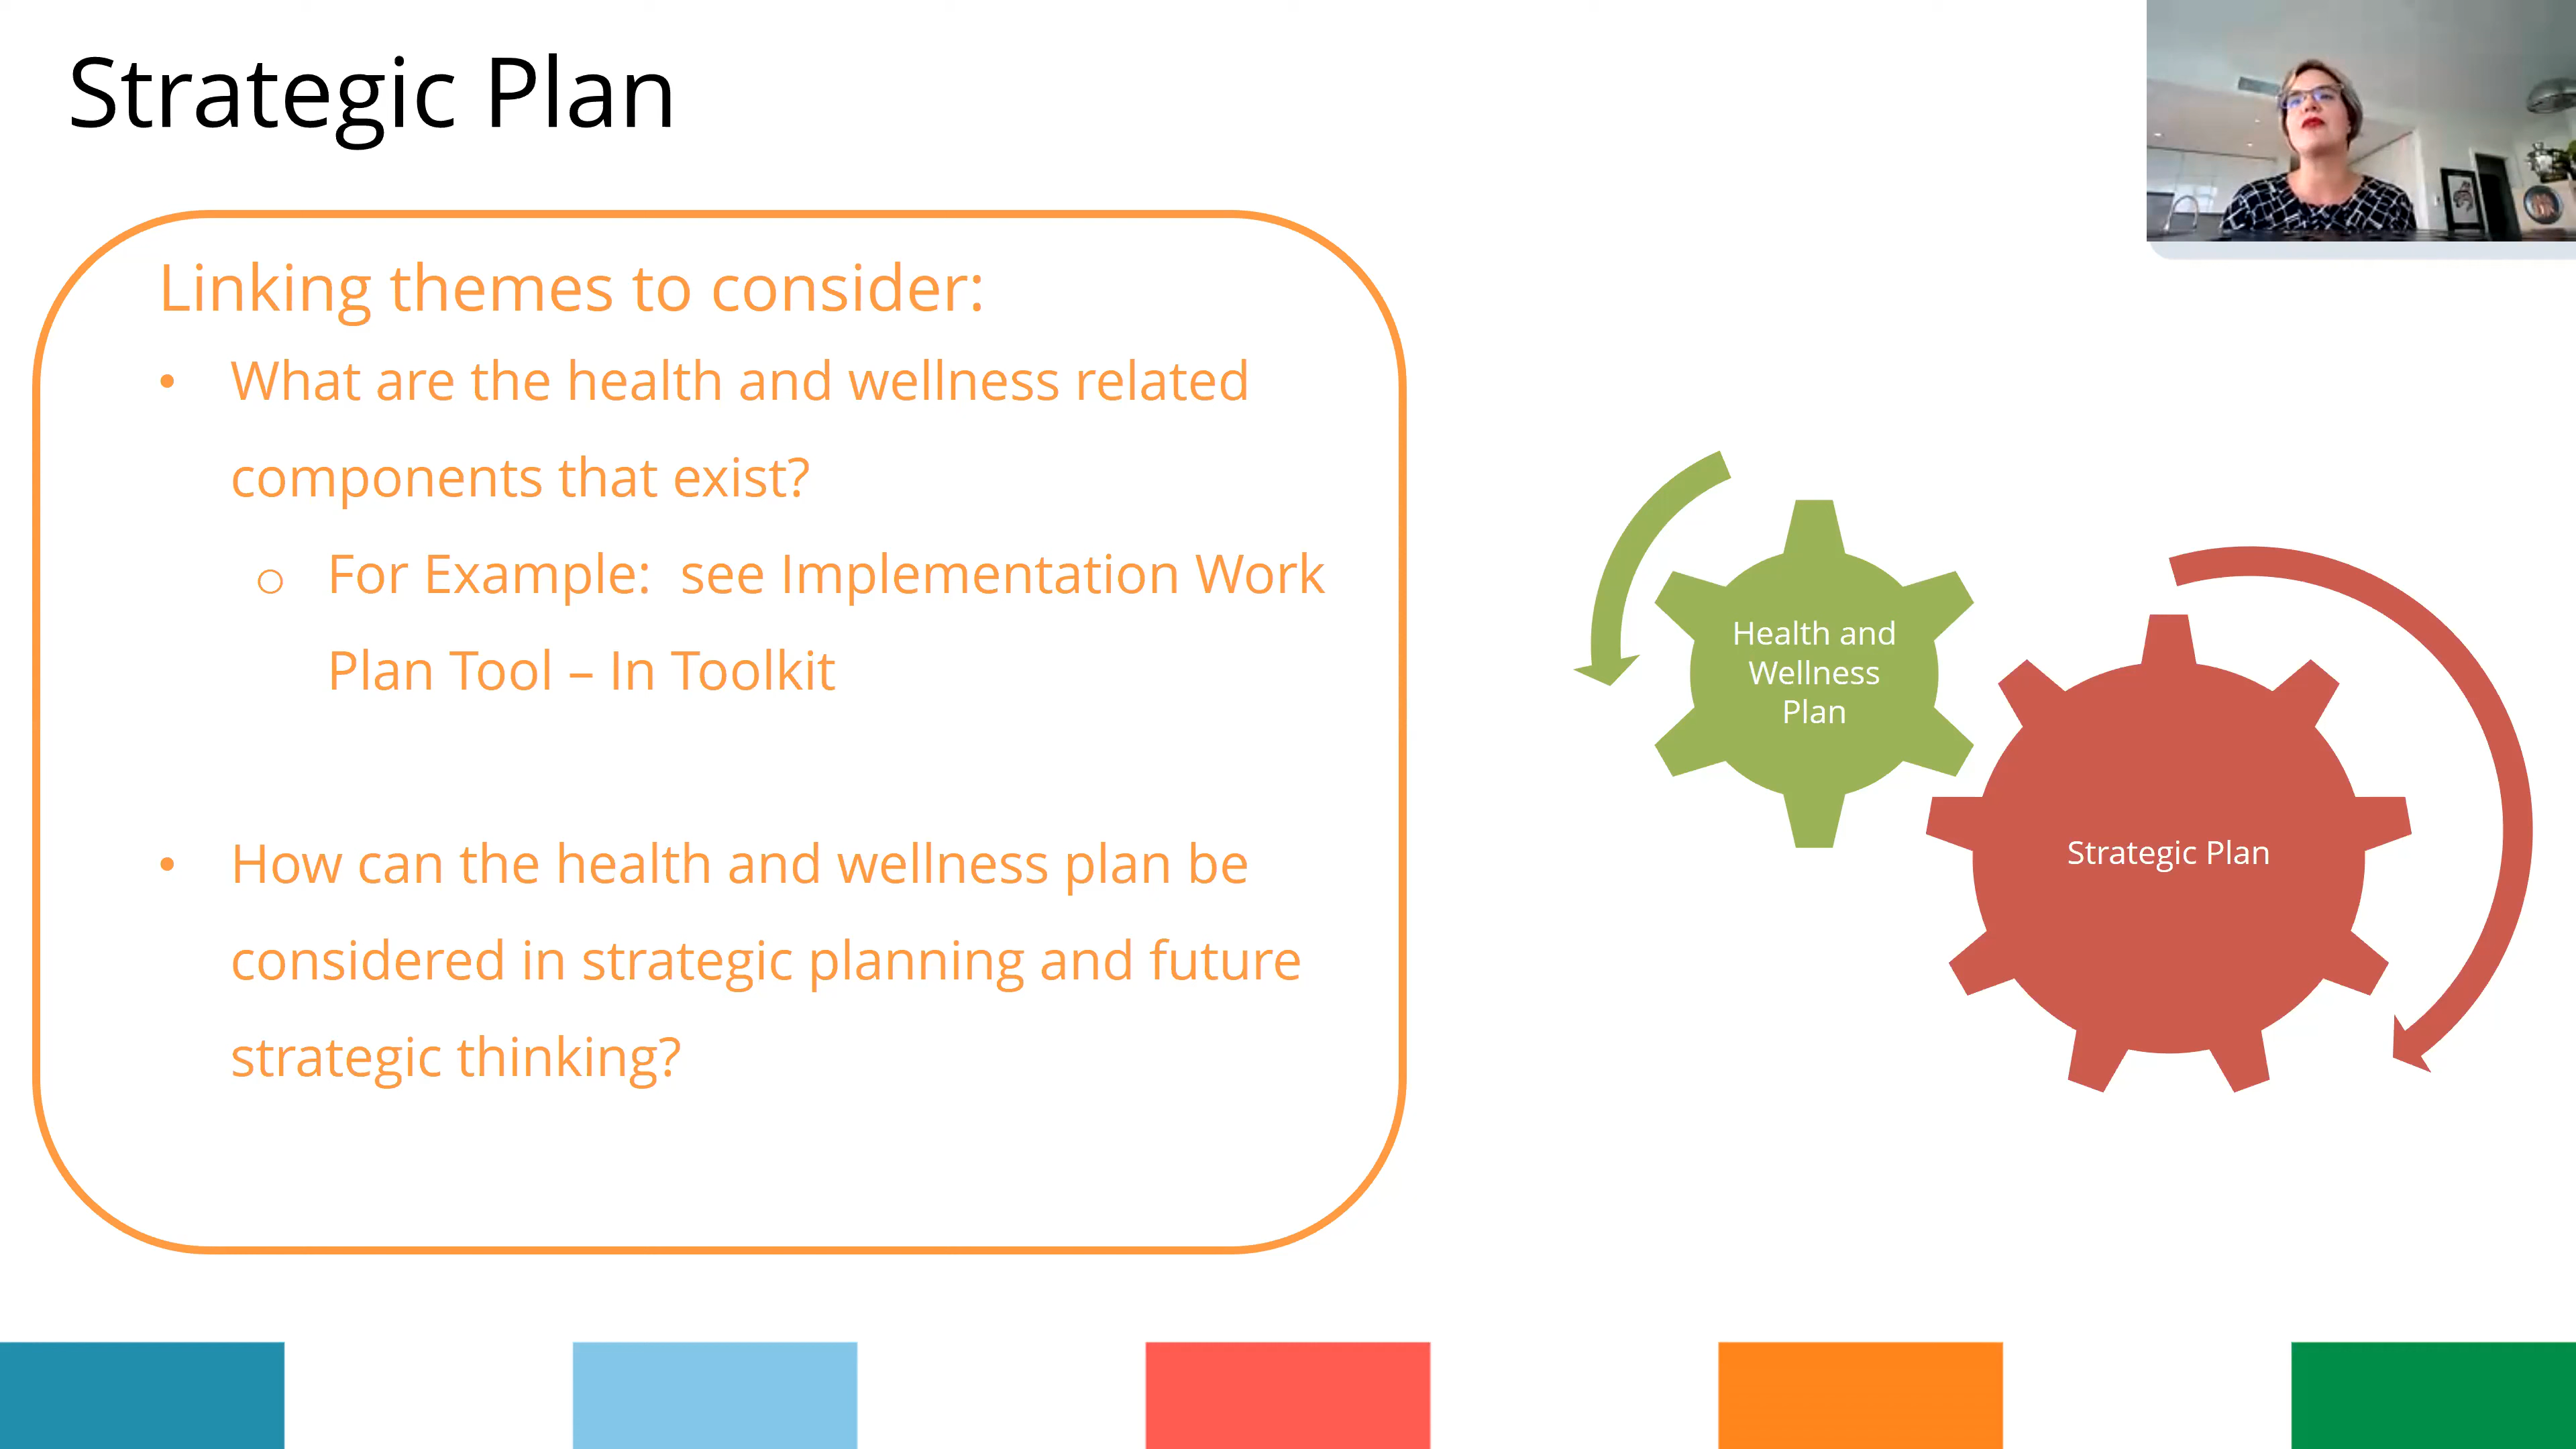 Strategic Plan
Linking themes to consider:
• What are the health and wellness related
components that exist?
o For Example:  see Implementation Work
Plan Tool – In Toolkit
• How can the health and wellness plan be
considered in strategic planning and future
strategic thinking?
Health and
Wellness
Plan
Strategic Plan